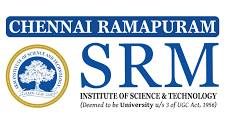 CHENNAI RAMAPURAM
SRM
INSTITUTE OF SCIENCE & TECHNOLOGY
(Deemed to be University u/s 3 of UGC Act, 1956)